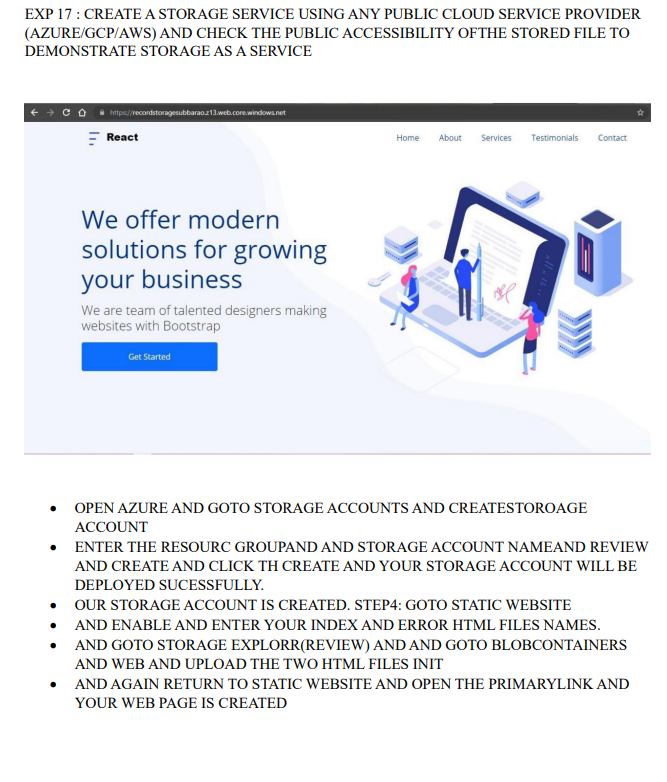 EXP 17 : CREATE A STORAGE SERVICE USING ANY PUBLIC CLOUD SERVICE PROVIDER
(AZURE/GCP/AWS) AND CHECK THE PUBLIC ACCESSIBILITY OFTHE STORED FILE TO
DEMONSTRATE STORAGE AS A SERVICE
https://recordstoragesubbarao.z13.web.core.windows.net
React
Home About Services Testimonials Contact
We offer modern
solutions for growing
your business
We are team of talented designers making
websites with Bootstrap
Get Started
• OPEN AZURE AND GOTO STORAGE ACCOUNTS AND CREATESTOROAGE
ACCOUNT
• ENTER THE RESOURC GROUPAND AND STORAGE ACCOUNT NAMEAND REVIEW
AND CREATE AND CLICK TH CREATE AND YOUR STORAGE ACCOUNT WILL BE
DEPLOYED SUCESSFULLY.
• OUR STORAGE ACCOUNT IS CREATED. STEP4: GOTO STATIC WEBSITE
• AND ENABLE AND ENTER YOUR INDEX AND ERROR HTML FILES NAMES.
• AND GOTO STORAGE EXPLORR(REVIEW) AND AND GOTO BLOBCONTAINERS
AND WEB AND UPLOAD THE TWO HTML FILES INIT
• AND AGAIN RETURN TO STATIC WEBSITE AND OPEN THE PRIMARYLINK AND
YOUR WEB PAGE IS CREATED